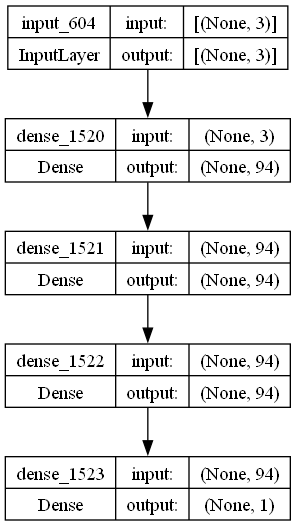 input_604 input: [(None, 3)]
InputLayer output: [(None, 3)]
dense_1520 input: (None, 3)
Dense output: (None, 94)
dense_1521 input: (None, 94)
Dense output: (None, 94)
dense_1522 input: (None, 94)
Dense output: (None, 94)
dense_1523 input: (None, 94)
Dense output: (None, 1)